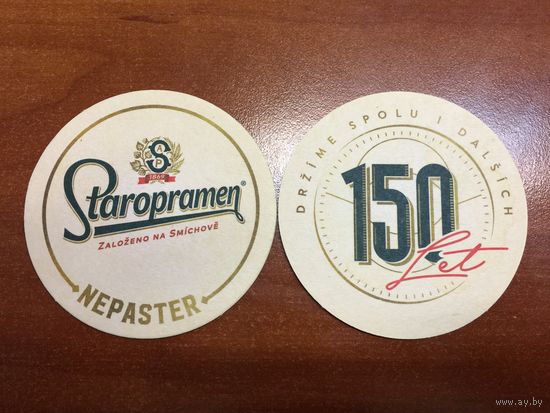 S
A P
1869
Staropramen®
ZALOŽENO NA SMÍCHOVĚ
NEPASTER
DRŽÍME SPOLU I DALŠÍCH
150
Let
www.ay.by